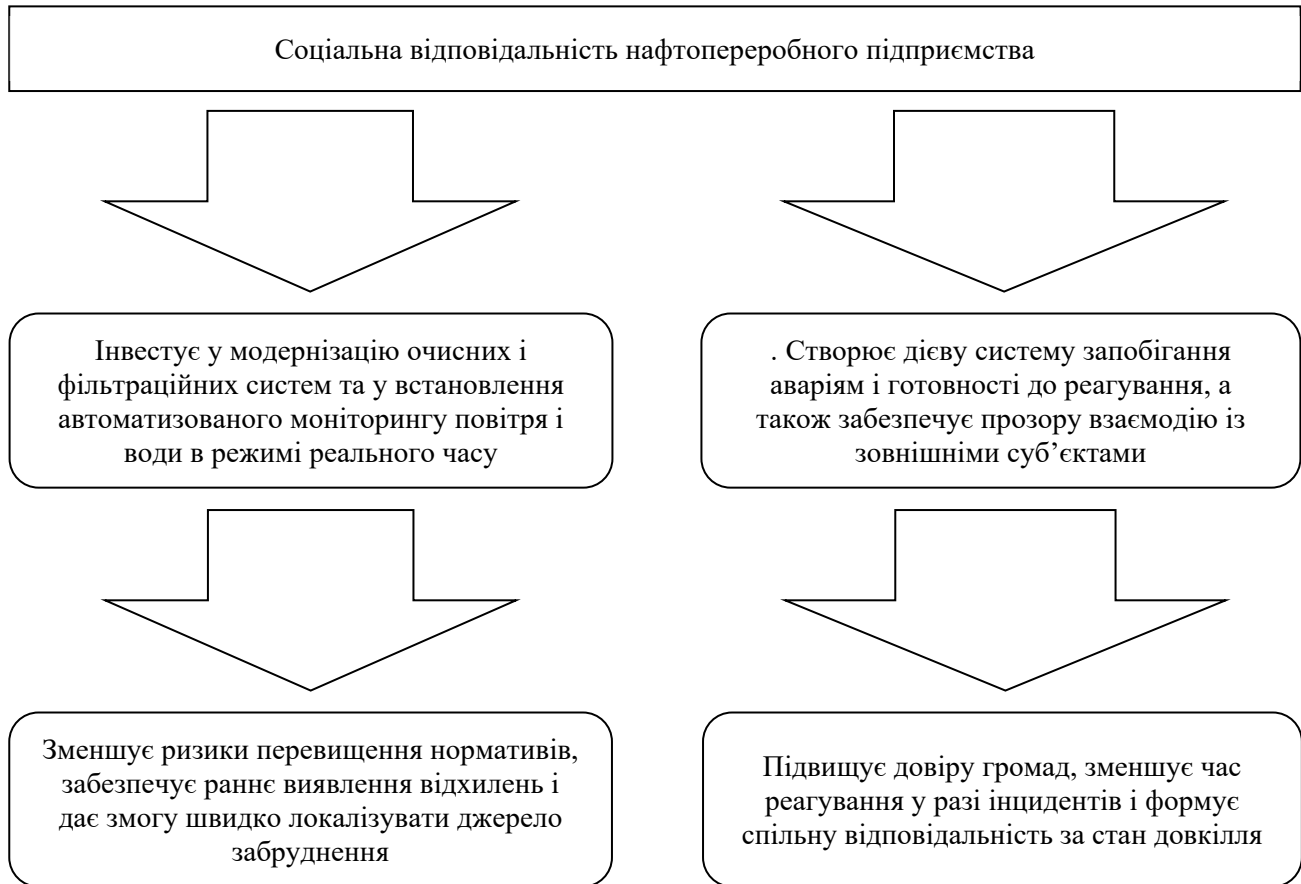 Соціальна відповідальність нафтопереробного підприємства
Інвестує у модернізацію очисних і
фільтраційних систем та у встановлення
автоматизованого моніторингу повітря і
води в режимі реального часу
. Створює дієву систему запобігання
аваріям і готовності до реагування, а
також забезпечує прозору взаємодію із
зовнішніми суб’єктами
Зменшує ризики перевищення нормативів,
забезпечує раннє виявлення відхилень і
дає змогу швидко локалізувати джерело
забруднення
Підвищує довіру громад, зменшує час
реагування у разі інцидентів і формує
спільну відповідальність за стан довкілля